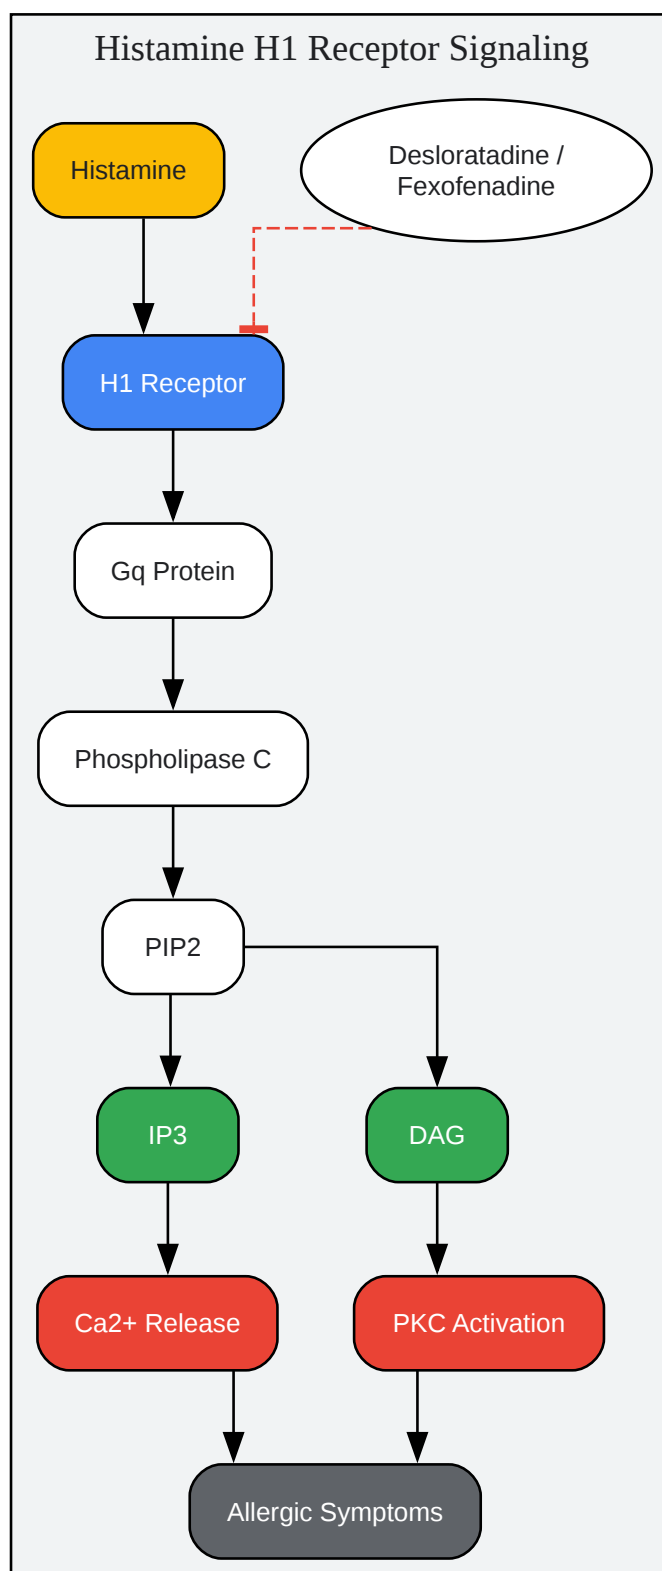 Histamine H1 Receptor Signaling
Histamine
Desloratadine /
Fexofenadine
H1 Receptor
Gq Protein
Phospholipase C
PIP2
IP3
DAG
Ca2+ Release
PKC Activation
Allergic Symptoms